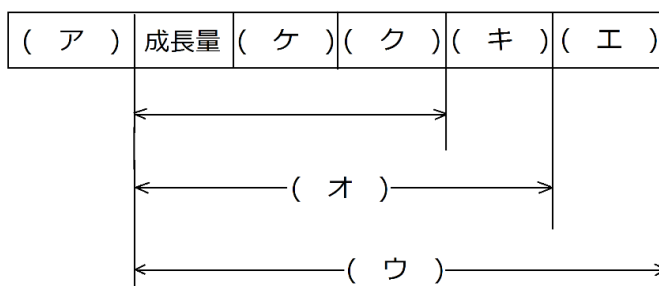 ( ア ) 成長量 ( ケ ) ( ク ) ( キ ) ( エ )
( オ )
( ウ )